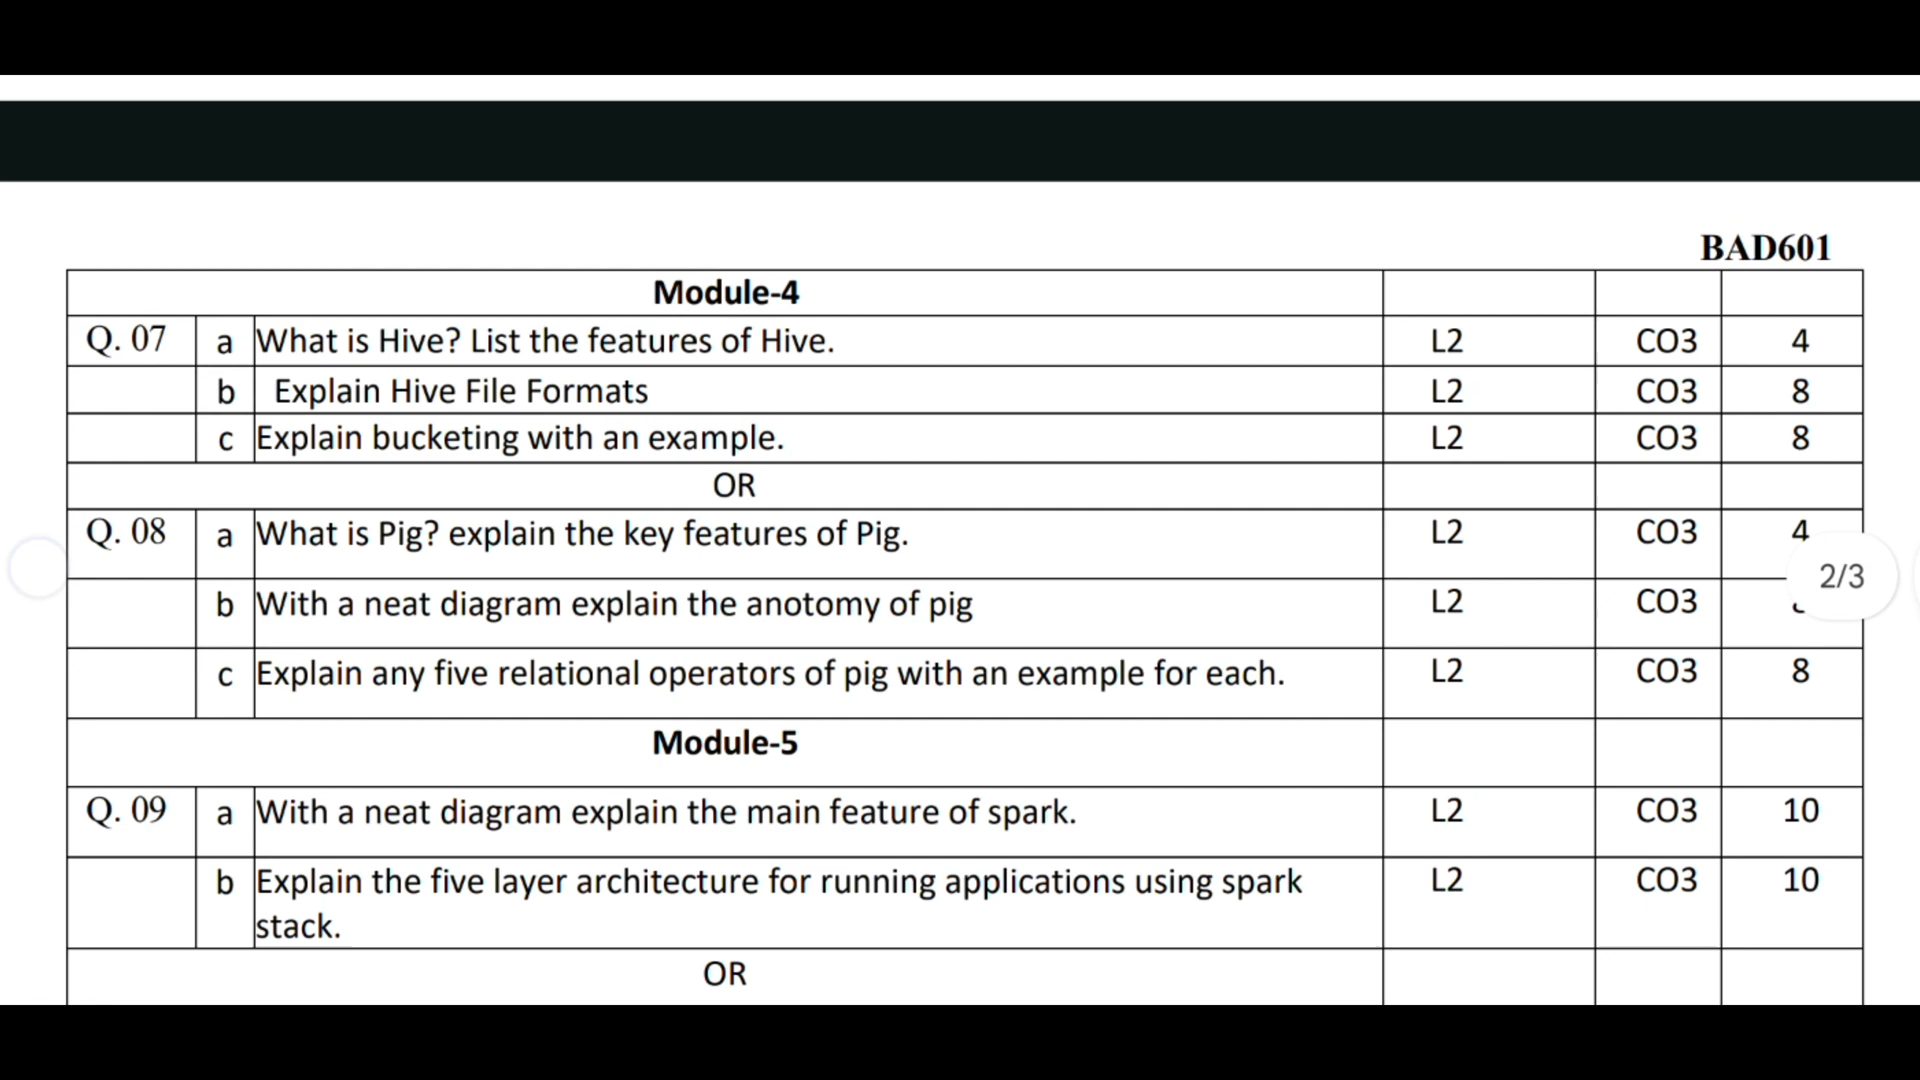 BAD601
Module-4
Q. 07 a What is Hive? List the features of Hive. L2 CO3 4
b Explain Hive File Formats L2 CO3 8
c Explain bucketing with an example. L2 CO3 8
OR
Q. 08 a What is Pig? explain the key features of Pig. L2 CO3 4
2/3
b With a neat diagram explain the anotomy of pig L2 CO3
c Explain any five relational operators of pig with an example for each. L2 CO3 8
Module-5
Q. 09 a With a neat diagram explain the main feature of spark. L2 CO3 10
b Explain the five layer architecture for running applications using spark L2 CO3 10
stack.
OR